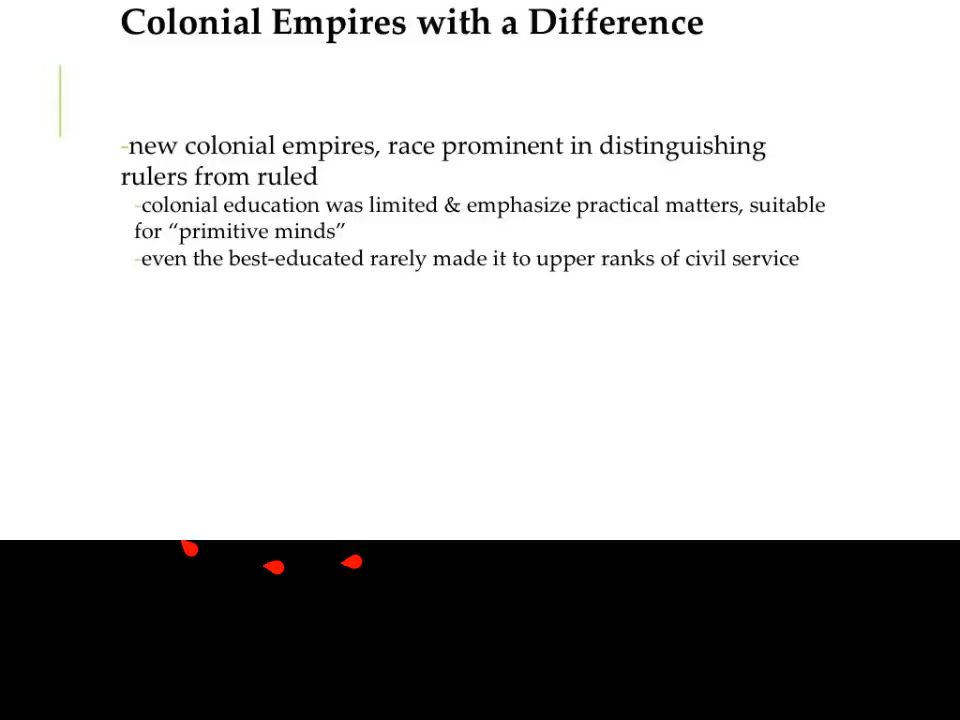 Colonial Empires with a Difference
-new colonial empires, race prominent in distinguishing
rulers from ruled
-colonial education was limited & emphasize practical matters, suitable
for “primitive minds”
-even the best-educated rarely made it to upper ranks of civil service